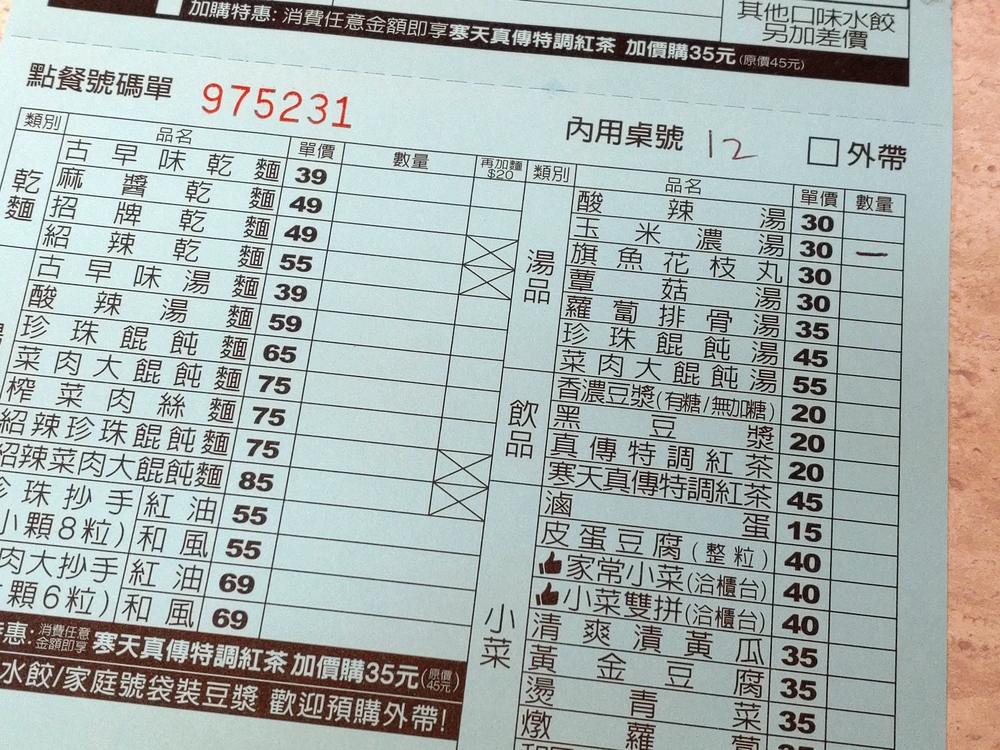 加購特惠: 消費任意金額即享寒天真傳特調紅茶 加價購35元(原價45元)
其他口味水餃
另加差價
點餐號碼單 975231
內用桌號 12 □外帶
類別 品名 單價 數量 再加麵$20
乾麵
古早味乾麵 39
麻醬乾麵 49
招牌乾麵 49
紹辣乾麵 55
古早味湯麵 39
酸辣湯麵 59
珍珠餛飩麵 65
菜肉大餛飩麵 75
榨菜肉絲麵 75
紹辣珍珠餛飩麵 75
紹辣菜肉大餛飩麵 85
珍珠抄手 紅油 55
小顆8粒) 和風 55
肉大抄手 紅油 69
顆6粒) 和風 69
惠: 消費任意金額即享 寒天真傳特調紅茶 加價購35元(原價45元)
水餃/家庭號袋裝豆漿 歡迎預購外帶!
類別 品名 單價 數量
湯品
酸辣湯 30
玉米濃湯 30 一
旗魚花枝丸 30
蕈菇湯 30
蘿蔔排骨湯 35
珍珠餛飩湯 45
菜肉大餛飩湯 55
飲品
香濃豆漿(有糖/無加糖) 20
黑豆漿 20
真傳特調紅茶 20
寒天真傳特調紅茶 45
小菜
滷蛋 15
皮蛋豆腐(整粒) 40
家常小菜(洽櫃台) 40
小菜雙拼(洽櫃台) 40
清爽漬黃瓜 35
黃金豆腐 35
燙青菜 35
燉蘿蔔 35